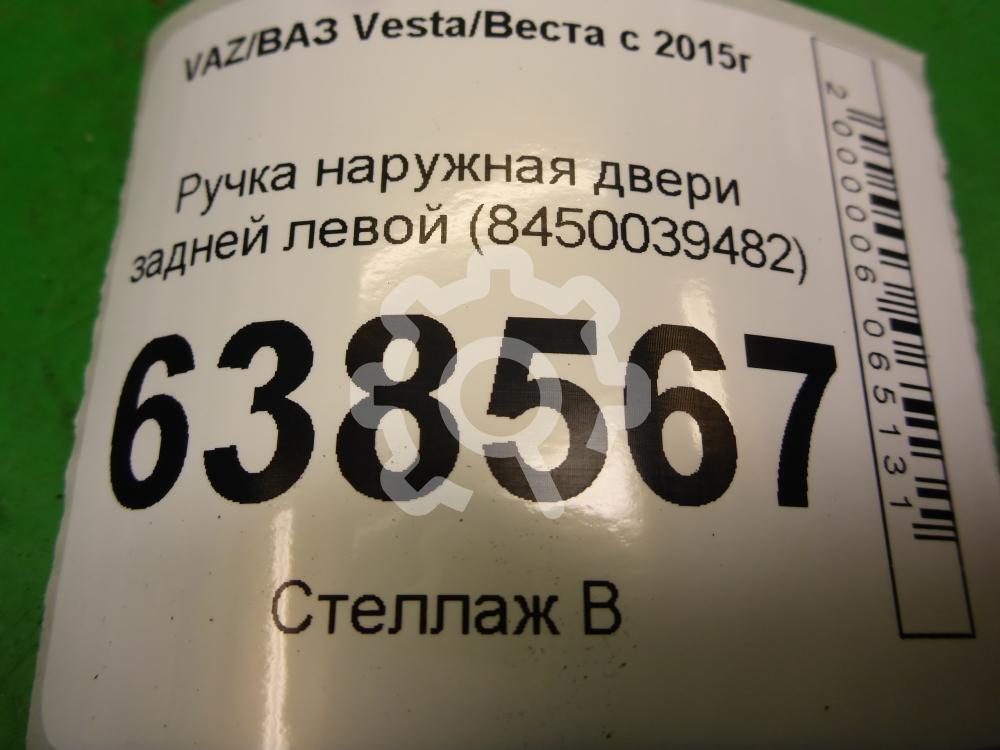 VAZ/ВАЗ Vesta/Веста с 2015г
Ручка наружная двери
задней левой (8450039482)
638567
Стеллаж В
2000006065131